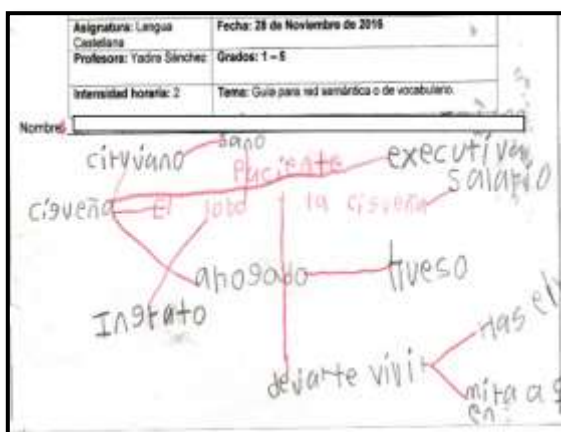 Asignatura: Lengua Castellana
Fecha: 28 de Noviembre de 2016
Profesora: Yadira Sánchez
Grados: 1 – 5
Intensidad horaria: 2
Tema: Guía para red semántica o de vocabulario.
Nombre
sano
ciruviano
Paciente
executiva
salario
cigueña
El lobo y la cigueña
ahogado
hueso
Ingrato
dejarte vivir
mira a